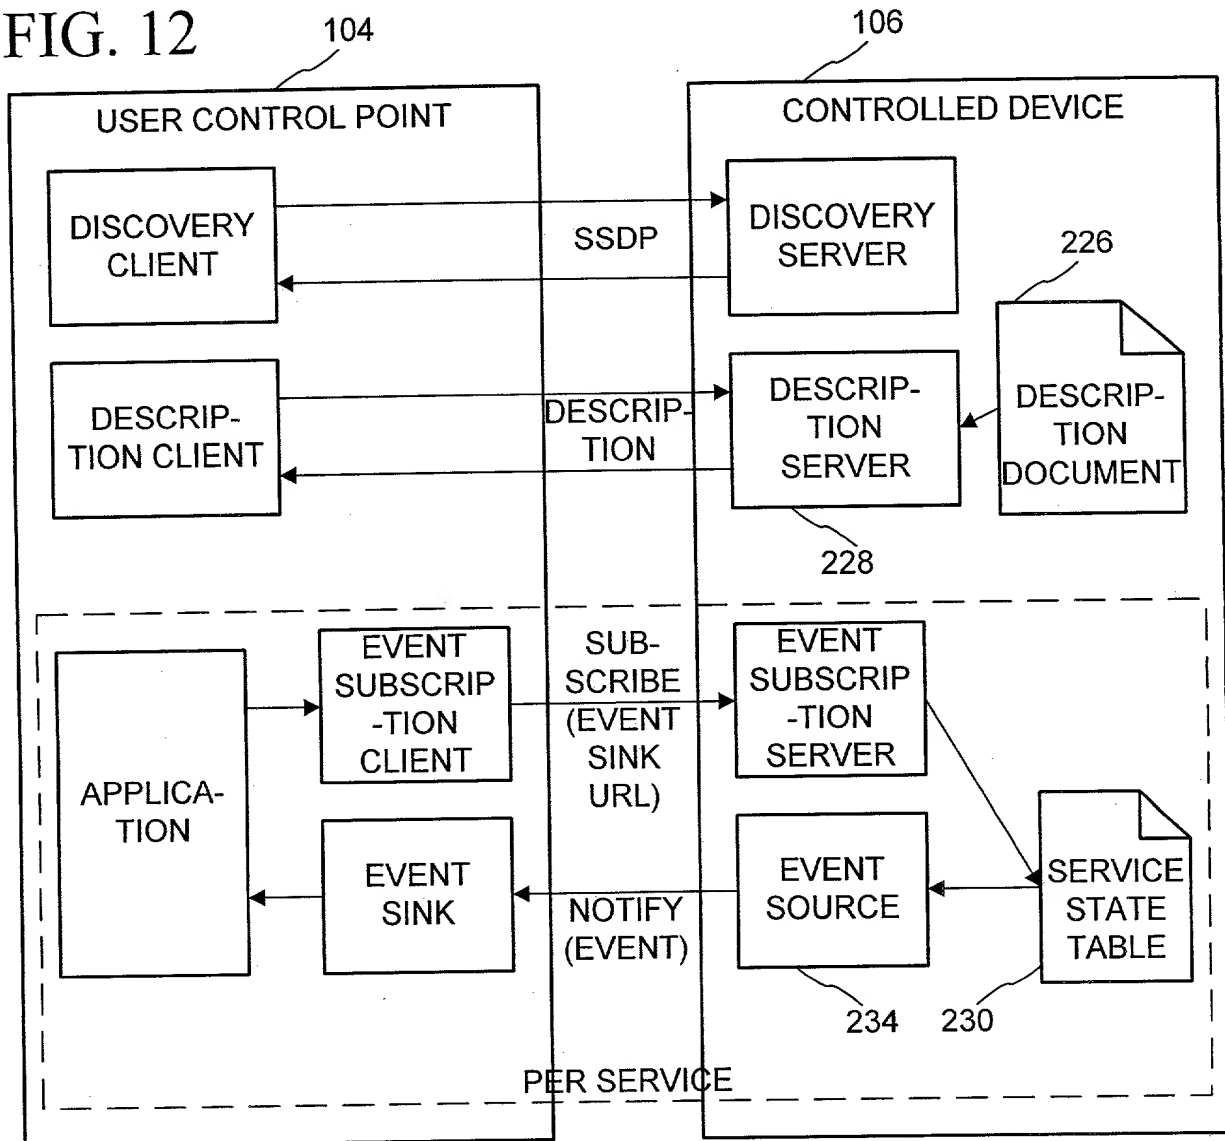 FIG. 12
104
106
USER CONTROL POINT
CONTROLLED DEVICE
DISCOVERY
CLIENT
SSDP
DISCOVERY
SERVER
226
DESCRIP-
TION CLIENT
DESCRIP-
TION
DESCRIP-
TION
SERVER
DESCRIP-
TION
DOCUMENT
228
APPLICA-
TION
EVENT
SUBSCRIP
-TION
CLIENT
SUB-
SCRIBE
(EVENT
SINK
URL)
EVENT
SUBSCRIP
-TION
SERVER
EVENT
SINK
NOTIFY
(EVENT)
EVENT
SOURCE
SERVICE
STATE
TABLE
234
230
PER SERVICE